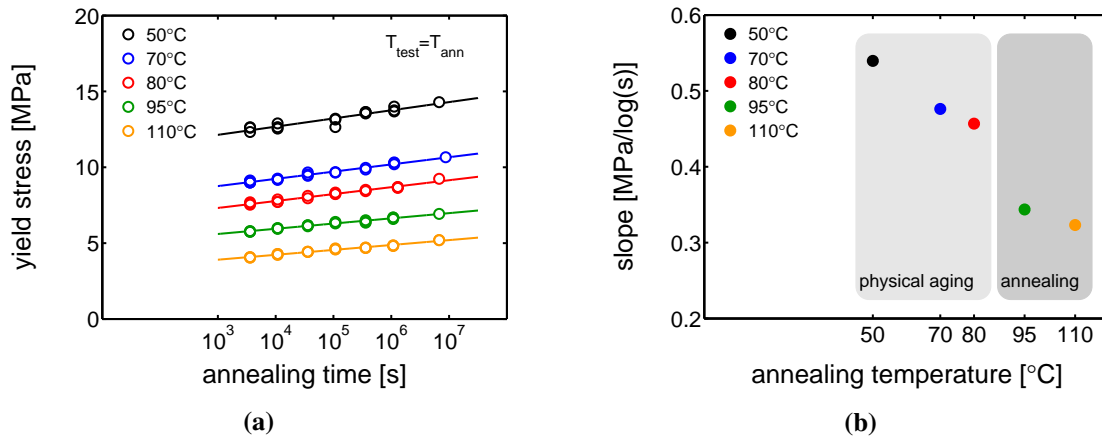 20
15
10
5
0
yield stress [MPa]
50°C
70°C
80°C
95°C
110°C
T_test=T_ann
10^3 10^4 10^5 10^6 10^7
annealing time [s]
(a)
0.6
0.5
0.4
0.3
0.2
slope [MPa/log(s)]
50°C
70°C
80°C
95°C
110°C
physical aging annealing
50 70 80 95 110
annealing temperature [°C]
(b)